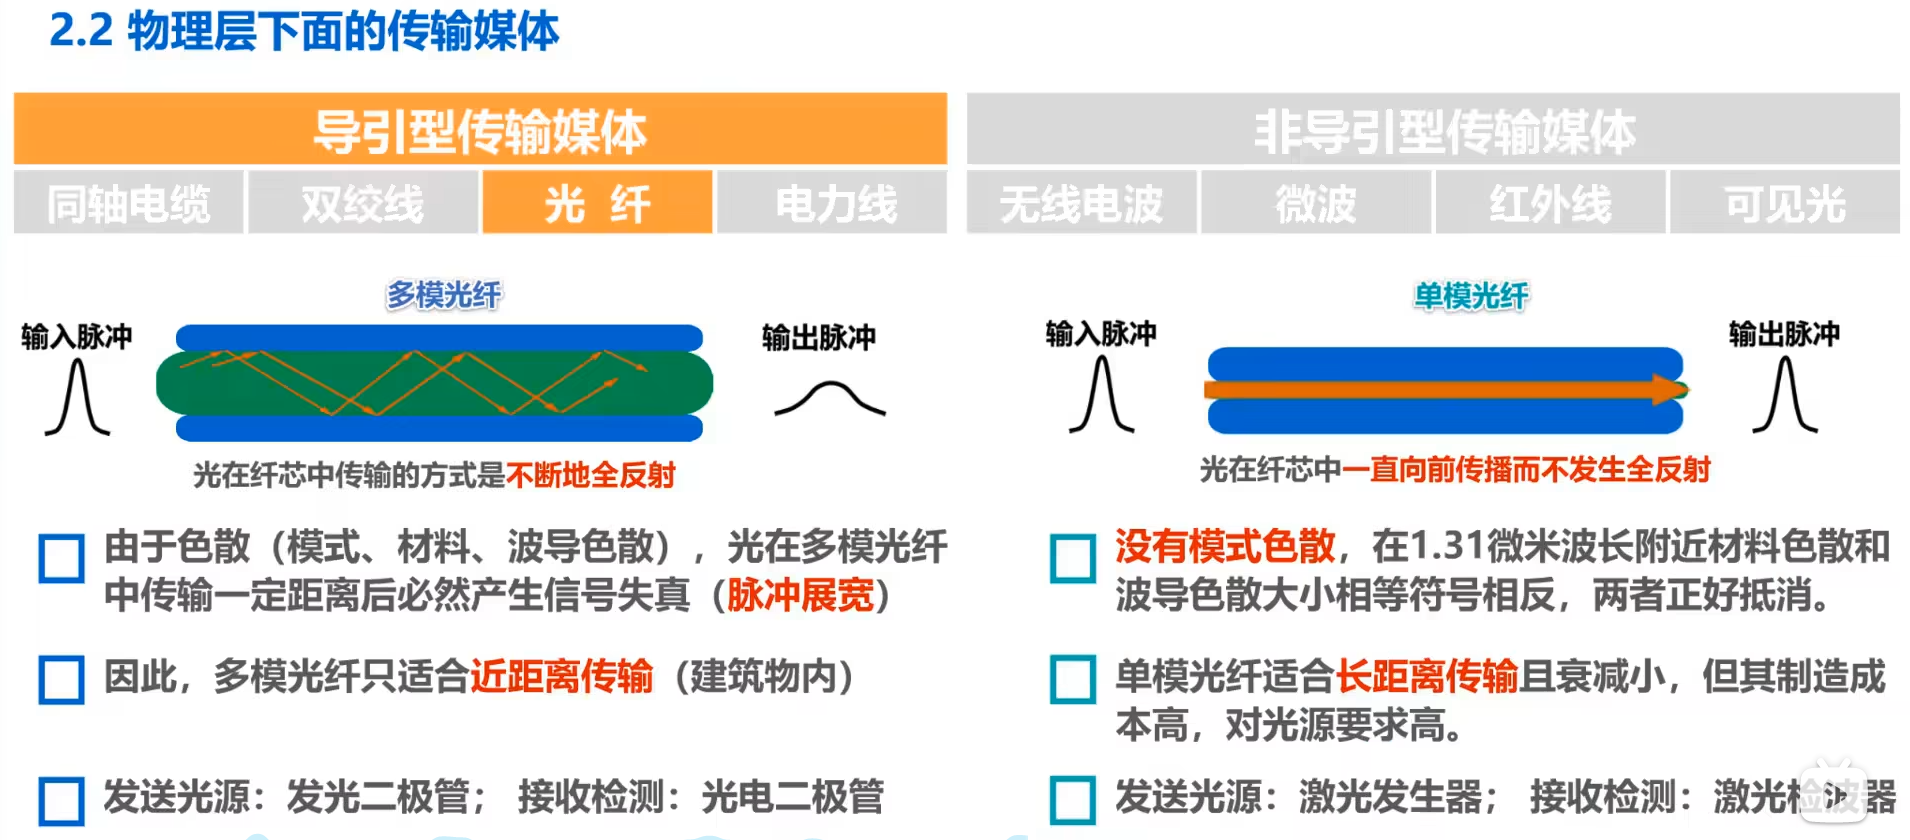 2.2 物理层下面的传输媒体
导引型传输媒体
非导引型传输媒体
同轴电缆
双绞线
光 纤
电力线
无线电波
微波
红外线
可见光
多模光纤
输入脉冲
输出脉冲
光在纤芯中传输的方式是不断地全反射
由于色散（模式、材料、波导色散），光在多模光纤
中传输一定距离后必然产生信号失真（脉冲展宽）
因此，多模光纤只适合近距离传输（建筑物内）
发送光源：发光二极管； 接收检测：光电二极管
单模光纤
输入脉冲
输出脉冲
光在纤芯中一直向前传播而不发生全反射
没有模式色散，在1.31微米波长附近材料色散和
波导色散大小相等符号相反，两者正好抵消。
单模光纤适合长距离传输且衰减小，但其制造成
本高，对光源要求高。
发送光源：激光发生器； 接收检测：激光检波器